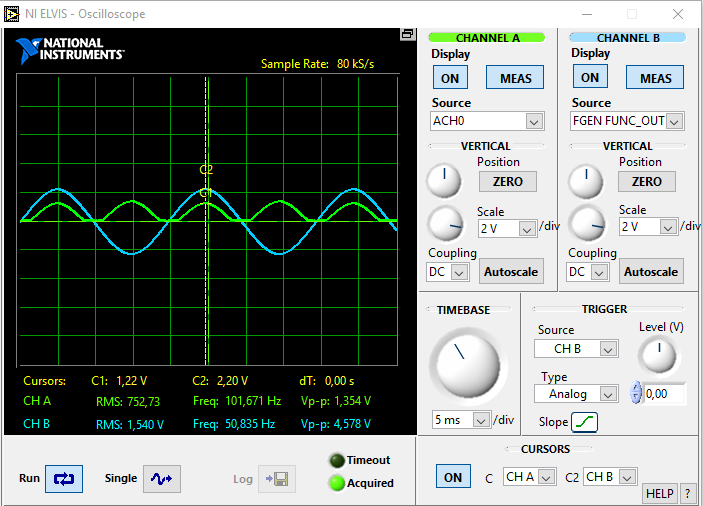 NI ELVIS - Oscilloscope
NATIONAL
INSTRUMENTS
Sample Rate: 80 kS/s
C2
C1
Cursors: C1: 1,22 V C2: 2,20 V dT: 0,00 s
CH A RMS: 752,73 Freq: 101,671 Hz Vp-p: 1,354 V
CH B RMS: 1,540 V Freq: 50,835 Hz Vp-p: 4,578 V
Run
Single
Log
Timeout
Acquired
CHANNEL A
Display
ON MEAS
Source
ACH0
VERTICAL
Position
ZERO
Scale
2 V /div
Coupling
DC Autoscale
CHANNEL B
Display
ON MEAS
Source
FGEN FUNC_OUT
VERTICAL
Position
ZERO
Scale
2 V /div
Coupling
DC Autoscale
TIMEBASE
5 ms /div
TRIGGER
Source
CH B
Level (V)
Type
Analog
0,00
Slope
CURSORS
ON C CH A C2 CH B
HELP ?